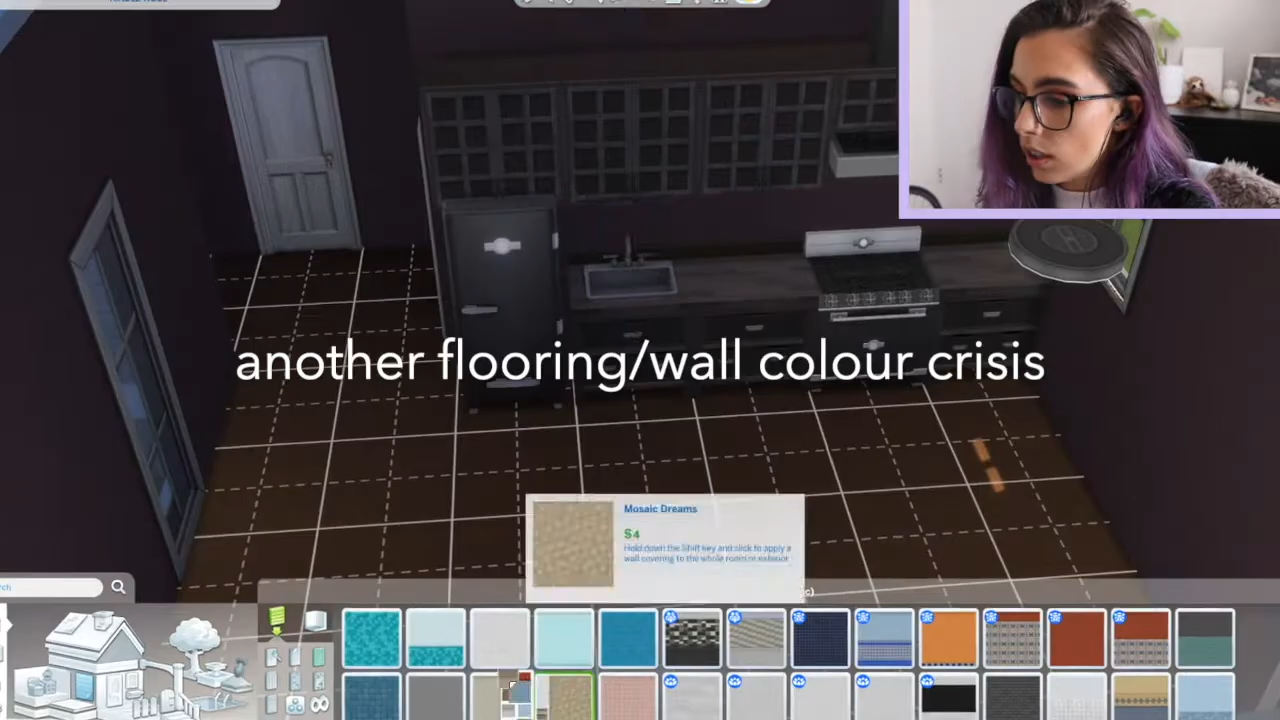 another flooring/wall colour crisis
Mosaic Dreams
§4
Hold down the Shift key and click to apply a
wall covering to the whole room or exterior.